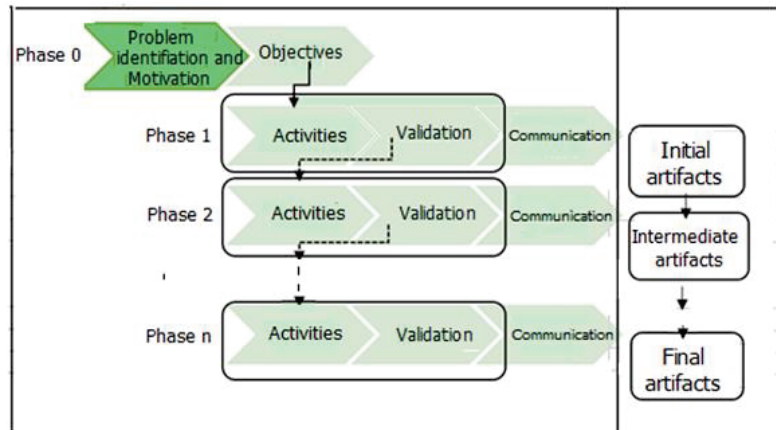 Phase 0
Problem
identifiation and
Motivation
Objectives
Phase 1
Activities
Validation
Communication
Initial
artifacts
Phase 2
Activities
Validation
Communication
Intermediate
artifacts
Phase n
Activities
Validation
Communication
Final
artifacts